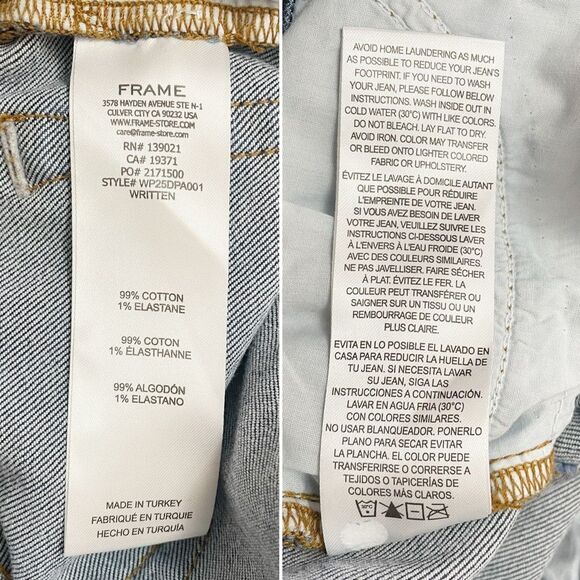 FRAME
3578 HAYDEN AVENUE STE N-1
CULVER CITY CA 90232 USA
WWW.FRAME-STORE.COM
care@frame-store.com
RN# 139021
CA# 19371
PO# 2171500
STYLE# WP25DPA001
WRITTEN
99% COTTON
1% ELASTANE
99% COTON
1% ÉLASTHANNE
99% ALGODÓN
1% ELASTANO
MADE IN TURKEY
FABRIQUÉ EN TURQUIE
HECHO EN TURQUÍA
AVOID HOME LAUNDERING AS MUCH
AS POSSIBLE TO REDUCE YOUR JEAN'S
FOOTPRINT. IF YOU NEED TO WASH
YOUR JEAN, PLEASE FOLLOW BELOW
INSTRUCTIONS. WASH INSIDE OUT IN
COLD WATER (30°C) WITH LIKE COLORS.
DO NOT BLEACH. LAY FLAT TO DRY.
AVOID IRON. COLOR MAY TRANSFER
OR BLEED ONTO LIGHTER COLORED
FABRIC OR UPHOLSTERY.
ÉVITEZ LE LAVAGE À DOMICILE AUTANT
QUE POSSIBLE POUR RÉDUIRE
L'EMPREINTE DE VOTRE JEAN.
SI VOUS AVEZ BESOIN DE LAVER
VOTRE JEAN, VEUILLEZ SUIVRE LES
INSTRUCTIONS CI-DESSOUS LAVER
À L'ENVERS À L'EAU FROIDE (30°C)
AVEC DES COULEURS SIMILAIRES.
NE PAS JAVELLISER. FAIRE SÉCHER
À PLAT. ÉVITEZ LE FER. LA
COULEUR PEUT TRANSFÉRER OU
SAIGNER SUR UN TISSU OU UN
REMBOURRAGE DE COULEUR
PLUS CLAIRE.
EVITA EN LO POSIBLE EL LAVADO EN
CASA PARA REDUCIR LA HUELLA DE
TU JEAN. SI NECESITA LAVAR
SU JEAN, SIGA LAS
INSTRUCCIONES A CONTINUACIÓN.
LAVAR EN AGUA FRIA (30°C)
CON COLORES SIMILARES.
NO USAR BLANQUEADOR. PONERLO
PLANO PARA SECAR EVITAR
LA PLANCHA. EL COLOR PUEDE
TRANSFERIRSE O CORRERSE A
TEJIDOS O TAPICERÍAS DE
COLORES MÁS CLAROS.